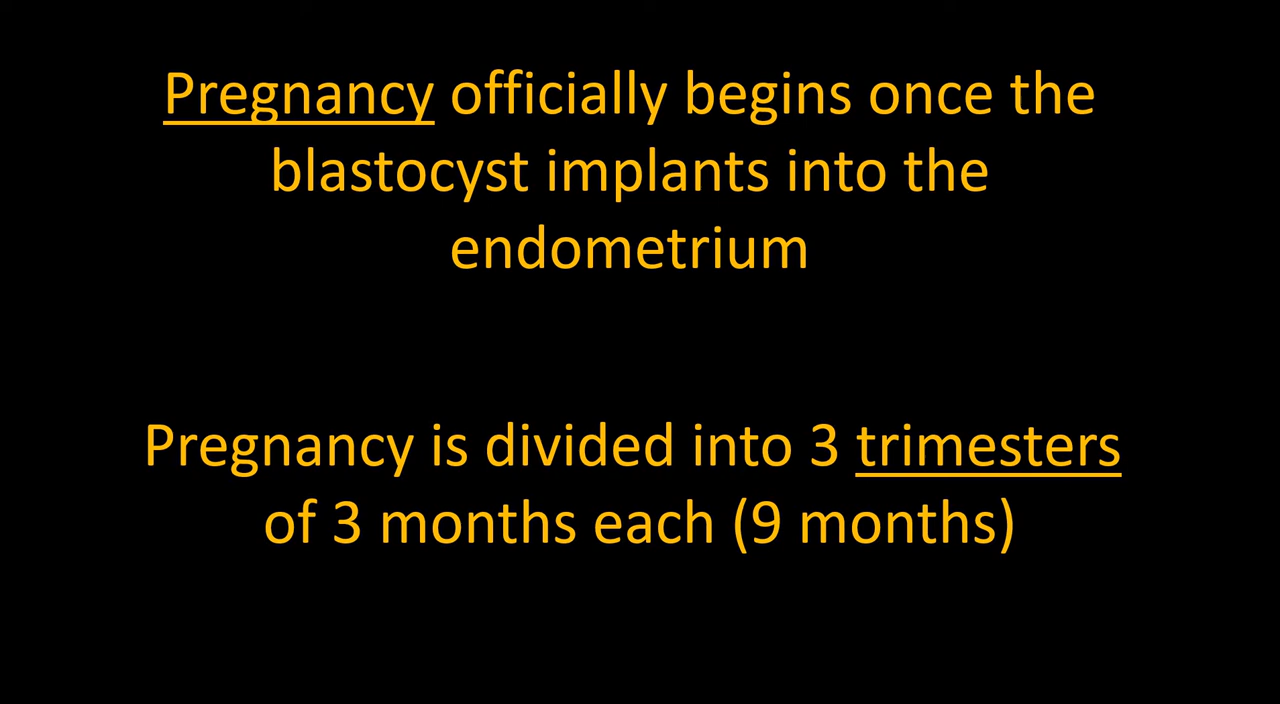 Pregnancy officially begins once the
blastocyst implants into the
endometrium
Pregnancy is divided into 3 trimesters
of 3 months each (9 months)